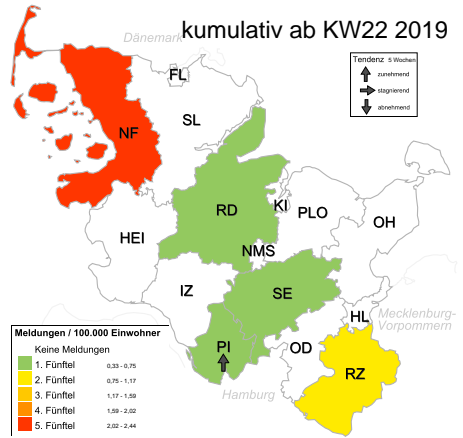 kumulativ ab KW22 2019
Dänemark
Tendenz 5 Wochen
zunehmend
stagnierend
abnehmend
FL
SL
NF
RD
KI
PLO
OH
HEI
NMS
IZ
SE
HL
Mecklenburg-
Vorpommern
PI
OD
RZ
Hamburg
Meldungen / 100.000 Einwohner
Keine Meldungen
1. Fünftel 0,33 - 0,75
2. Fünftel 0,75 - 1,17
3. Fünftel 1,17 - 1,59
4. Fünftel 1,59 - 2,02
5. Fünftel 2,02 - 2,44